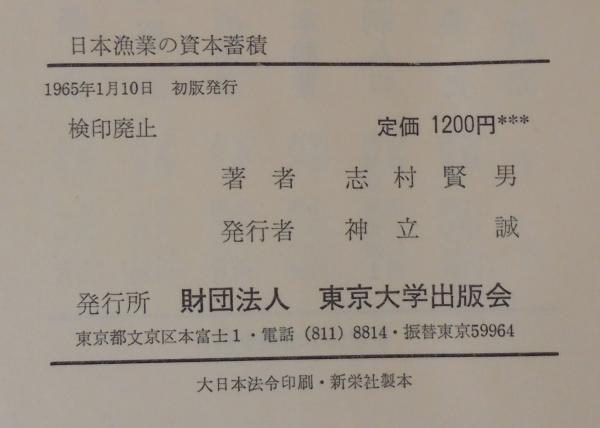 日本漁業の資本蓄積
1965年1月10日 初版発行
検印廃止 定価 1200円***
著者 志村賢男
発行者 神立誠
発行所 財団法人 東京大学出版会
東京都文京区本富士1・電話 (811) 8814・振替東京59964
大日本法令印刷・新栄社製本